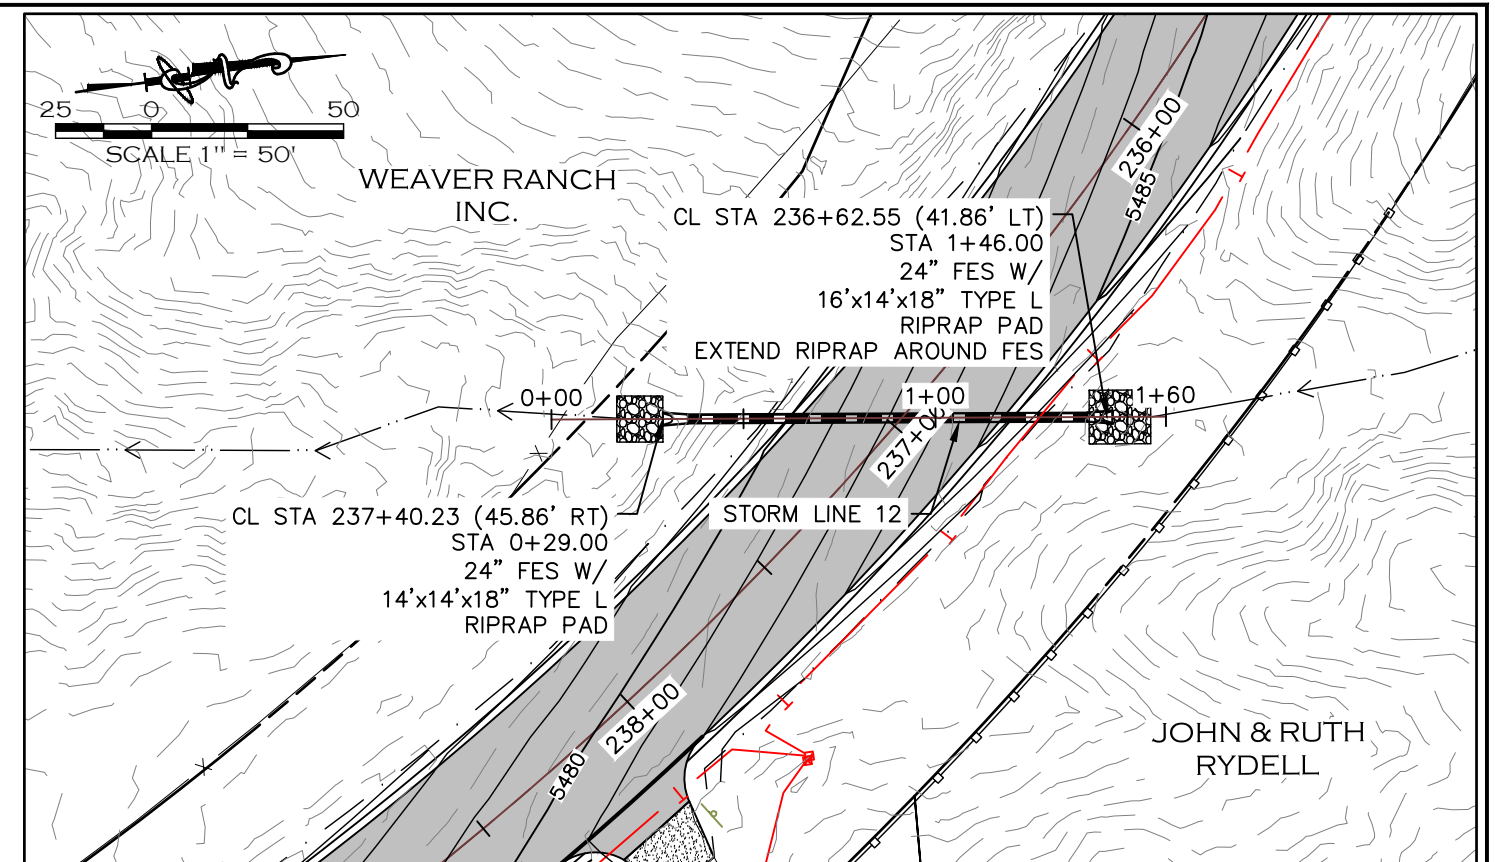 25 0 50
SCALE 1" = 50'
WEAVER RANCH
INC.
236+00
5485
CL STA 236+62.55 (41.86' LT)
STA 1+46.00
24" FES W/
16'x14'x18" TYPE L
RIPRAP PAD
EXTEND RIPRAP AROUND FES
0+00
1+00
1+60
237+00
CL STA 237+40.23 (45.86' RT)
STA 0+29.00
24" FES W/
14'x14'x18" TYPE L
RIPRAP PAD
STORM LINE 12
238+00
5480
JOHN & RUTH
RYDELL